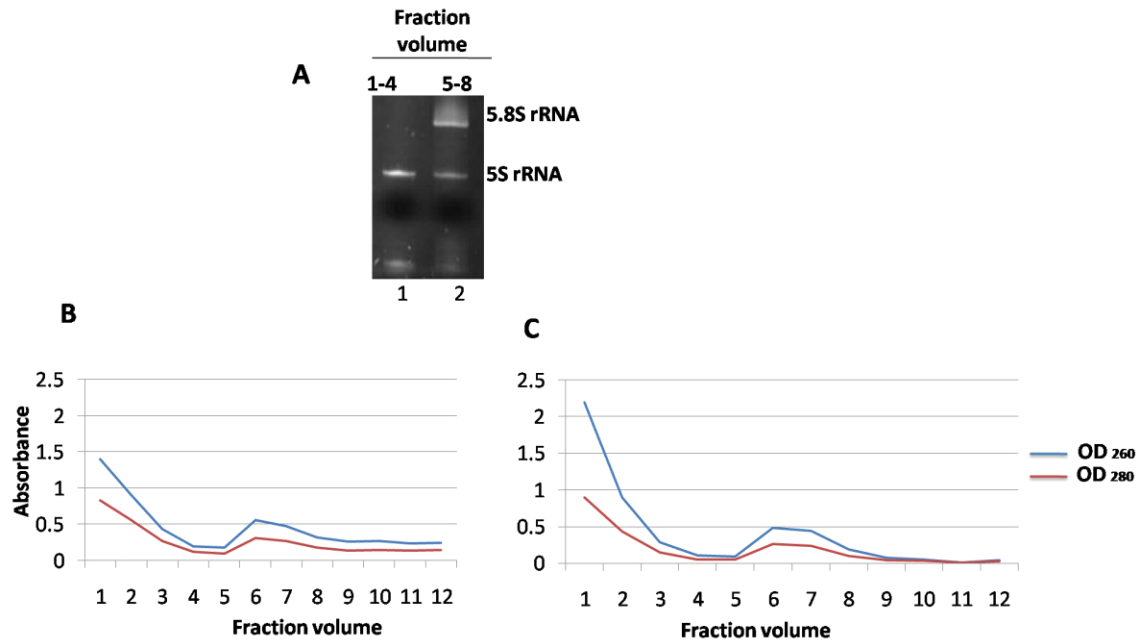 Fraction
volume
A
1-4 5-8
5.8S rRNA
5S rRNA
1 2
B
2.5
2
1.5
1
0.5
0
Absorbance
1 2 3 4 5 6 7 8 9 10 11 12
Fraction volume
C
2.5
2
1.5
1
0.5
0
1 2 3 4 5 6 7 8 9 10 11 12
Fraction volume
OD 260
OD 280